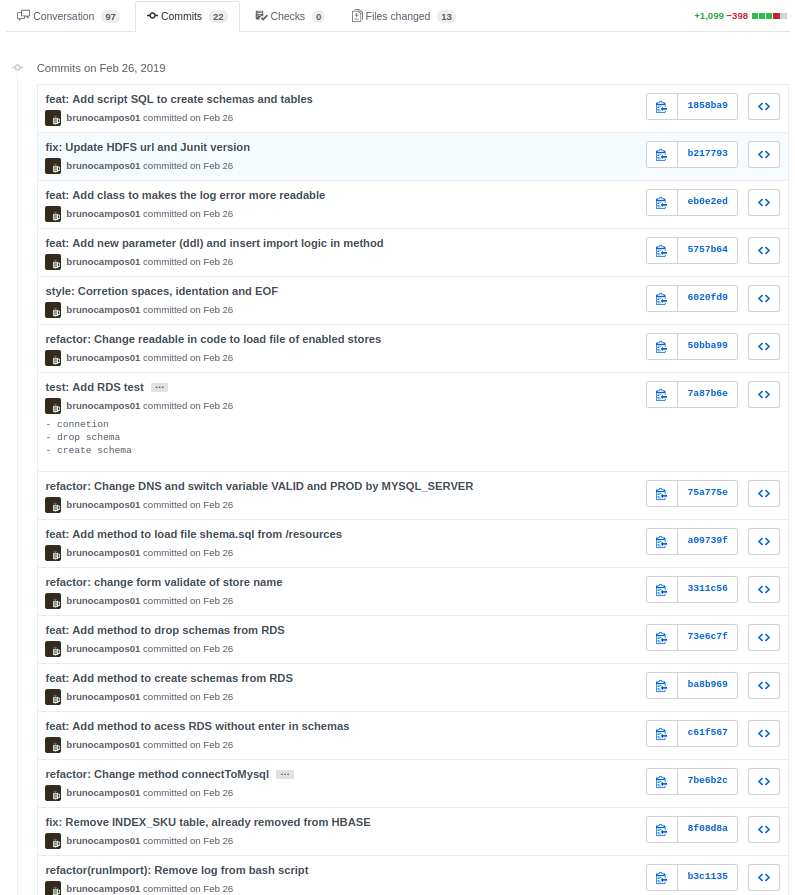 Conversation 97 Commits 22 Checks 0 Files changed 13 +1,099 −398
Commits on Feb 26, 2019
feat: Add script SQL to create schemas and tables
brunocampos01 committed on Feb 26
1858ba9
fix: Update HDFS url and Junit version
brunocampos01 committed on Feb 26
b217793
feat: Add class to makes the log error more readable
brunocampos01 committed on Feb 26
eb0e2ed
feat: Add new parameter (ddl) and insert import logic in method
brunocampos01 committed on Feb 26
5757b64
style: Corretion spaces, identation and EOF
brunocampos01 committed on Feb 26
6020fd9
refactor: Change readable in code to load file of enabled stores
brunocampos01 committed on Feb 26
50bba99
test: Add RDS test …
brunocampos01 committed on Feb 26
7a87b6e
- connetion
- drop schema
- create schema
refactor: Change DNS and switch variable VALID and PROD by MYSQL_SERVER
brunocampos01 committed on Feb 26
75a775e
feat: Add method to load file shema.sql from /resources
brunocampos01 committed on Feb 26
a09739f
refactor: change form validate of store name
brunocampos01 committed on Feb 26
3311c56
feat: Add method to drop schemas from RDS
brunocampos01 committed on Feb 26
73e6c7f
feat: Add method to create schemas from RDS
brunocampos01 committed on Feb 26
ba8b969
feat: Add method to acess RDS without enter in schemas
brunocampos01 committed on Feb 26
c61f567
refactor: Change method connectToMysql …
brunocampos01 committed on Feb 26
7be6b2c
fix: Remove INDEX_SKU table, already removed from HBASE
brunocampos01 committed on Feb 26
8f08d8a
refactor(runImport): Remove log from bash script
brunocampos01 committed on Feb 26
b3c1135